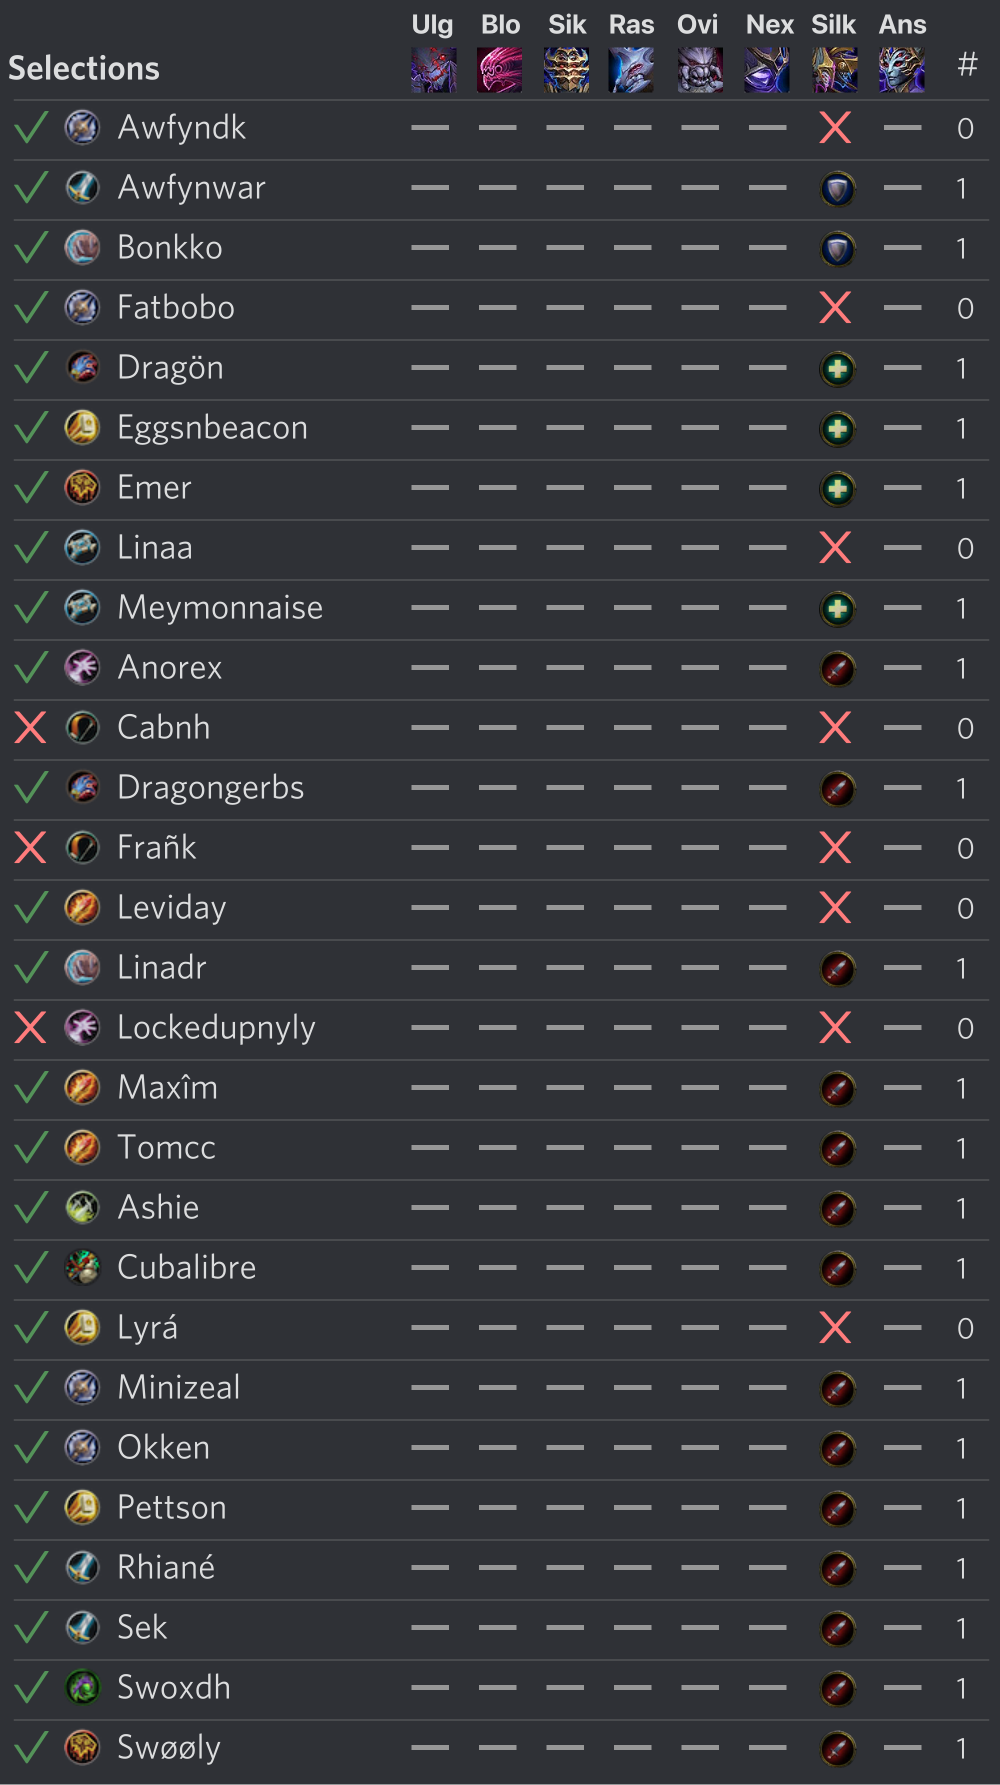 Ulg Blo Sik Ras Ovi Nex Silk Ans
Selections #
Awfyndk 0
Awfynwar 1
Bonkko 1
Fatbobo 0
Dragön 1
Eggsnbeacon 1
Emer 1
Linaa 0
Meymonnaise 1
Anorex 1
Cabnh 0
Dragongerbs 1
Frañk 0
Leviday 0
Linadr 1
Lockedupnyly 0
Maxîm 1
Tomcc 1
Ashie 1
Cubalibre 1
Lyrá 0
Minizeal 1
Okken 1
Pettson 1
Rhiané 1
Sek 1
Swoxdh 1
Swøøly 1